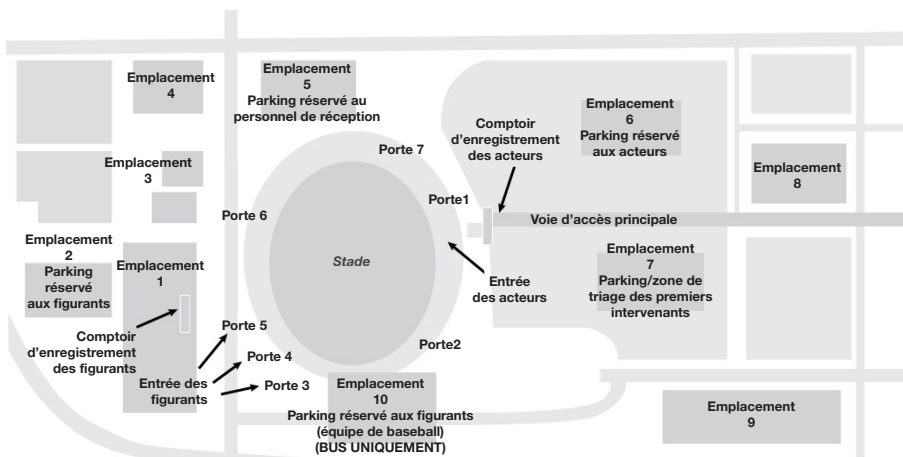 Emplacement
4
Emplacement
5
Parking réservé au
personnel de réception
Emplacement
6
Parking réservé
aux acteurs
Comptoir
d'enregistrement
des acteurs
Porte 7
Emplacement
3
Emplacement
8
Porte1
Porte 6
Voie d'accès principale
Emplacement
2
Parking
réservé
aux figurants
Emplacement
1
Stade
Entrée
des acteurs
Emplacement
7
Parking/zone de
triage des premiers
intervenants
Comptoir
d'enregistrement
des figurants
Porte 5
Porte2
Porte 4
Entrée des
figurants
Porte 3
Emplacement
10
Parking réservé aux figurants
(équipe de baseball)
(BUS UNIQUEMENT)
Emplacement
9